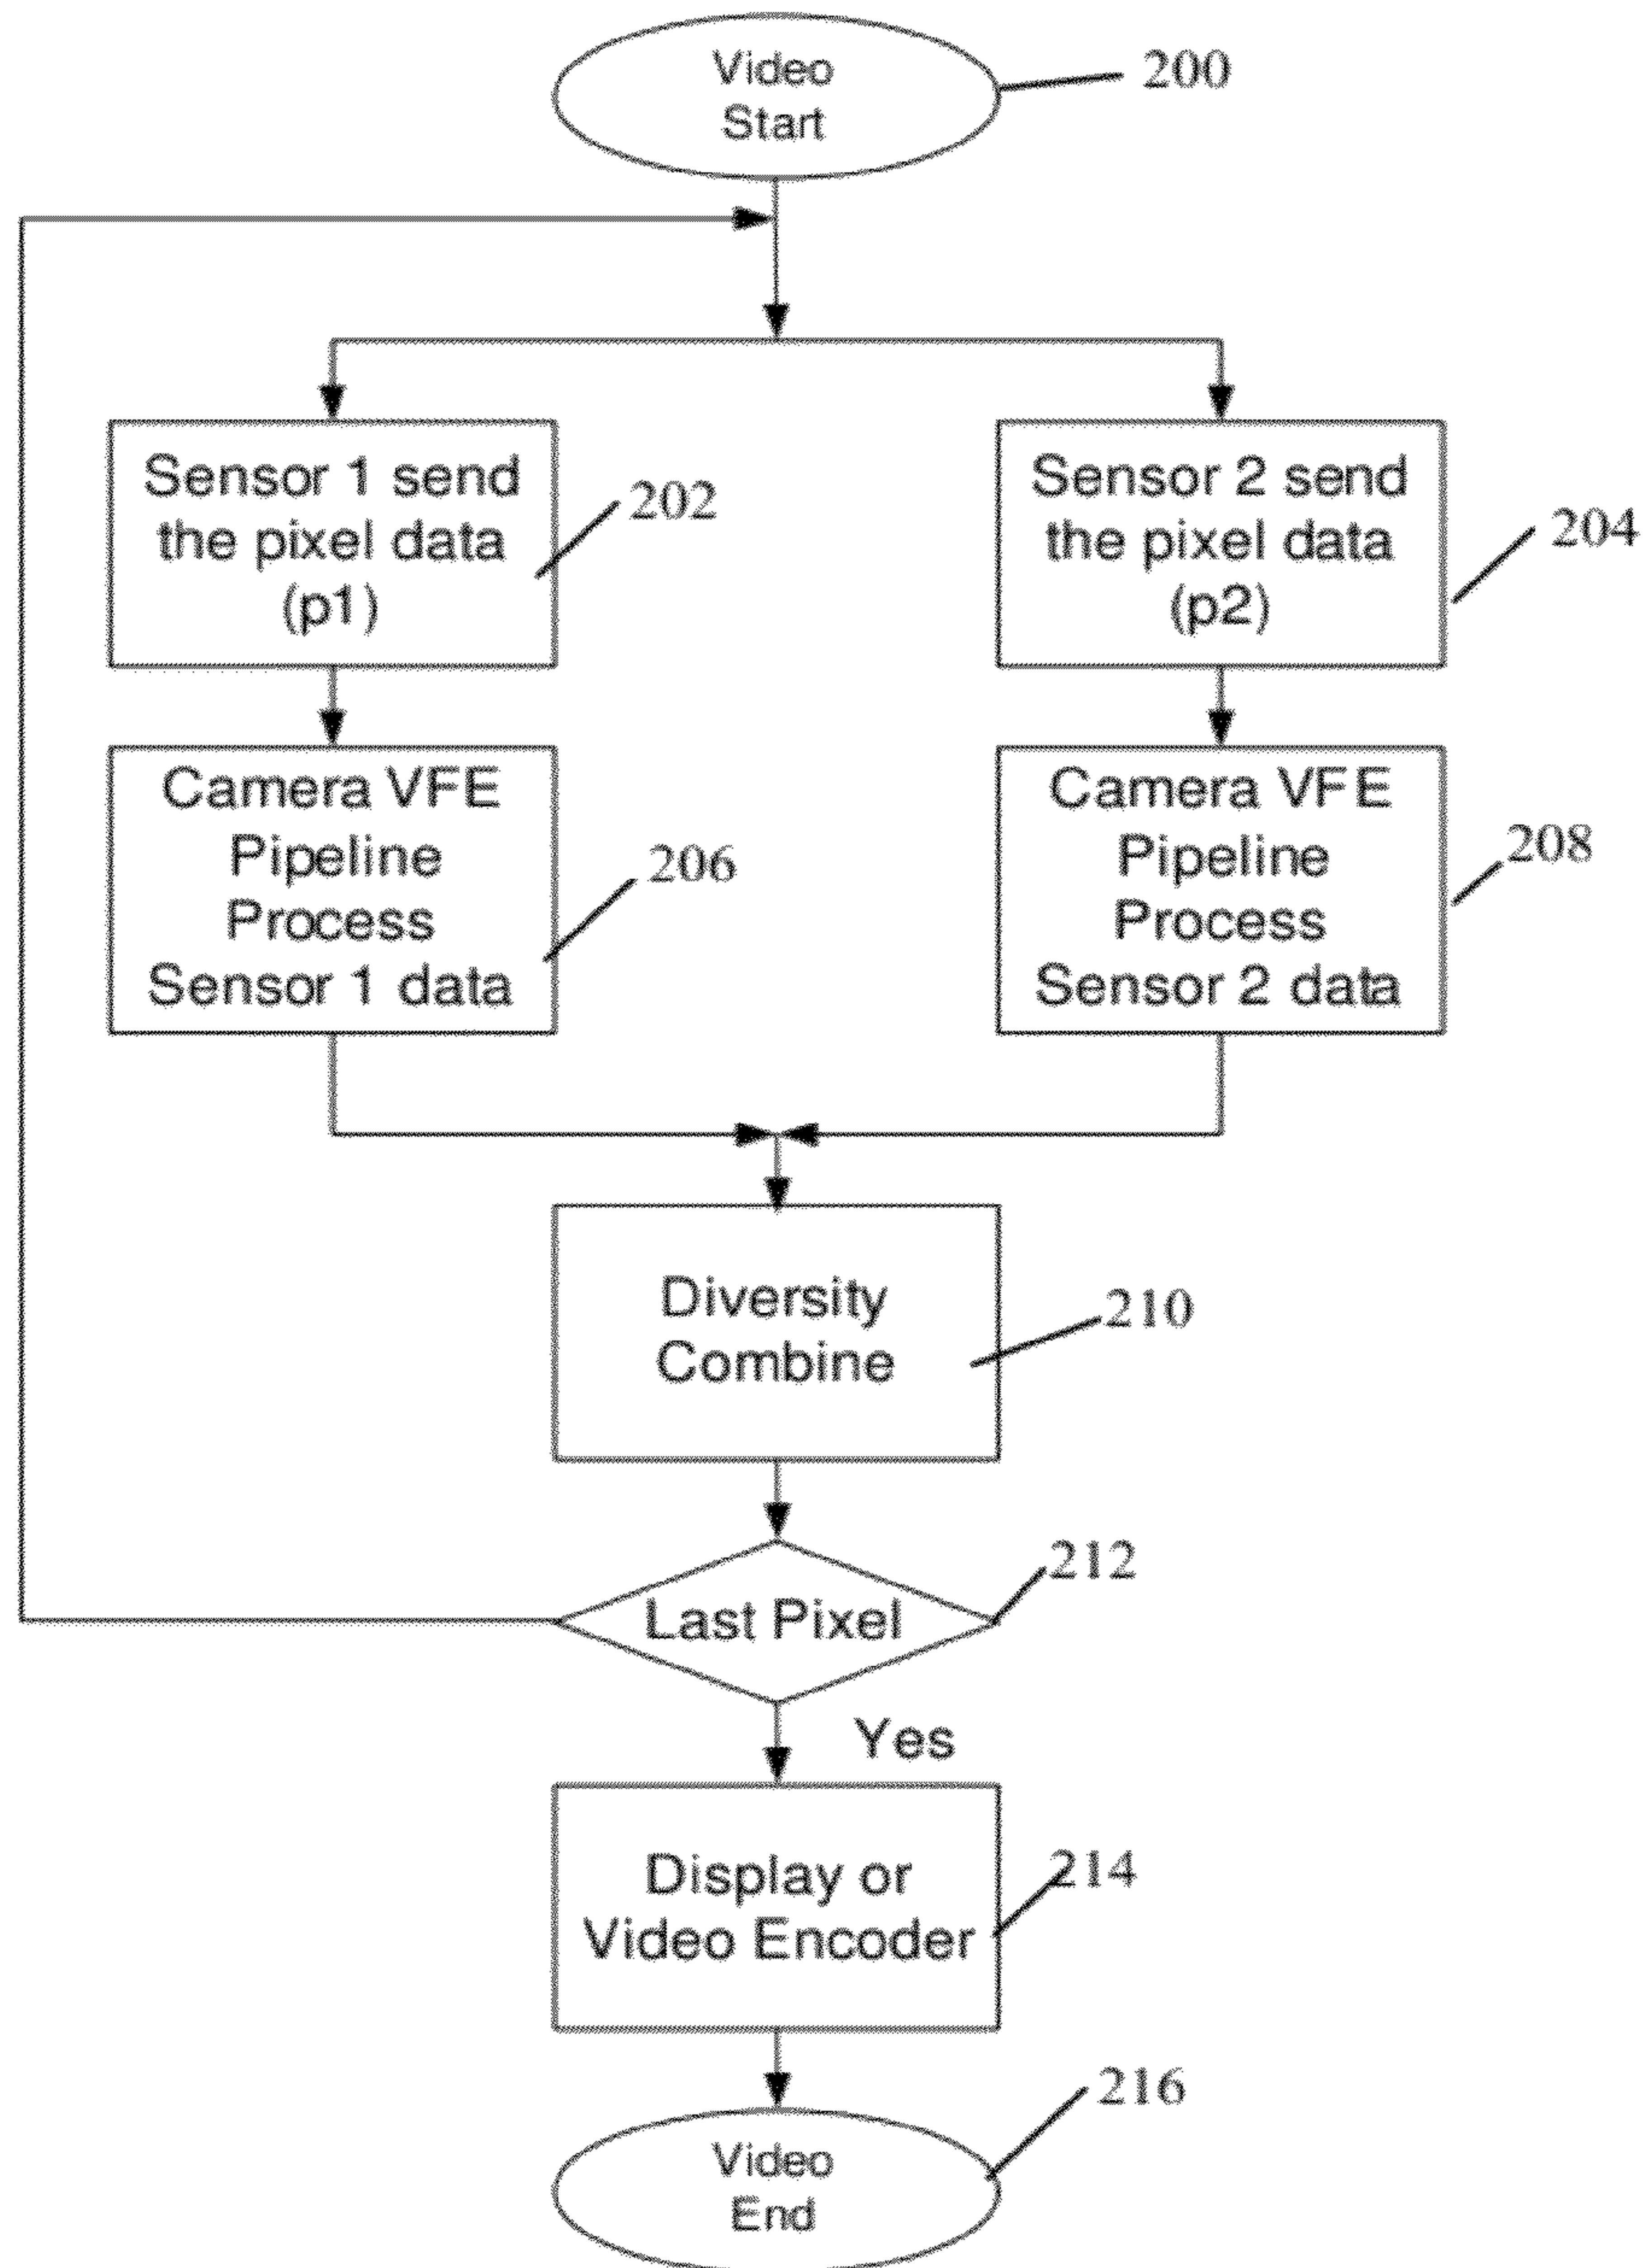 Video
Start
200
Sensor 1 send
the pixel data
(p1)
202
Sensor 2 send
the pixel data
(p2)
204
Camera VFE
Pipeline
Process
Sensor 1 data
206
Camera VFE
Pipeline
Process
Sensor 2 data
208
Diversity
Combine
210
Last Pixel
212
Yes
Display or
Video Encoder
214
Video
End
216